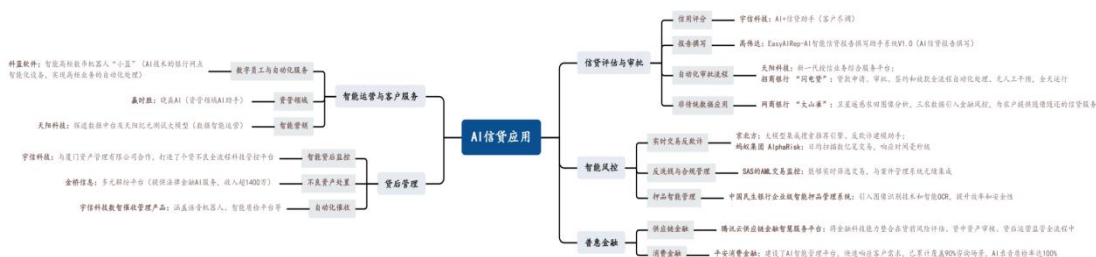 AI信贷应用
信贷评估与审批
信用评分
宇信科技：AI+信贷助手（客户尽调）
报告撰写
高伟达：EasyAIRep-AI智能信贷报告撰写助手系统V1.0（AI信贷报告撰写）
自动化审批流程
天阳科技：新一代授信业务综合服务平台；
招商银行“闪电贷”：贷款申请、审批、签约和放款全流程自动化处理，无人工干预，全天运行
非传统数据应用
网商银行“大山雀”：卫星遥感农田图像分析，三农数据引入金融风控，为农户提供随借随还的信贷服务
智能风控
实时交易反欺诈
京北方：大模型集成搜索推荐引擎，反欺诈建模助手；
蚂蚁集团 AlphaRisk：日均扫描数亿笔交易，响应时间毫秒级
反洗钱与合规管理
SAS的AML交易监控：能够实时筛选交易，与案件管理系统无缝集成
押品智能管理
中国民生银行企业级智能押品管理系统：引入图像识别技术和智能OCR，提升效率和安全性
普惠金融
供应链金融
腾讯云供应链金融智慧服务平台：将金融科技能力整合在贷前风险评估、贷中资产审核、贷后运营监管全流程中
消费金融
平安消费金融：建设了AI智能管理平台，快速响应客户需求，已累计覆盖90%咨询场景，AI录音质检率达100%
智能运营与客户服务
数字员工与自动化服务
科蓝软件：智能高柜数币机器人“小蓝”（AI技术的银行网点
智能化设备，实现高柜业务的自动化处理）
资管领域
赢时胜：晓赢AI（资管领域AI助手）
智能营销
天阳科技：探道数据中台及天阳纪元测试大模型（数据智能运营）
贷后管理
智能贷后监控
宇信科技：与厦门资产管理有限公司合作，打造了个贷不良全流程科技管控平台
不良资产处置
金桥信息：多元解纷平台（提供法律金融AI服务，收入超1400万）
自动化催收
宇信科技数智催收管理产品：涵盖语音机器人、智能质检平台等